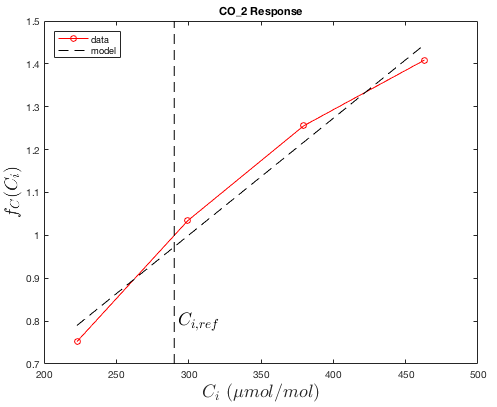 CO_2 Response
data
model
1.5
1.4
1.3
1.2
1.1
1
0.9
0.8
0.7
f_C(C_i)
C_{i,ref}
200
250
300
350
400
450
500
C_i (μmol/mol)